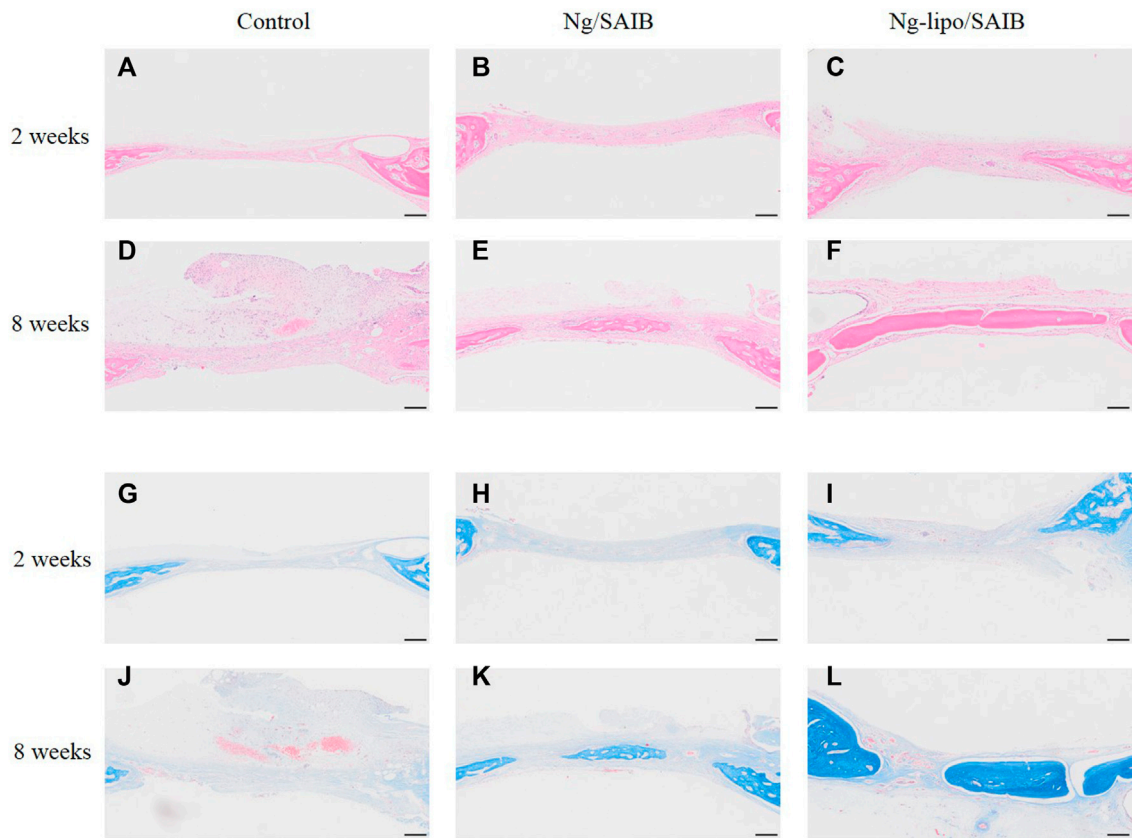 Control Ng/SAIB Ng-lipo/SAIB
A B C
2 weeks
D E F
8 weeks
G H I
2 weeks
J K L
8 weeks